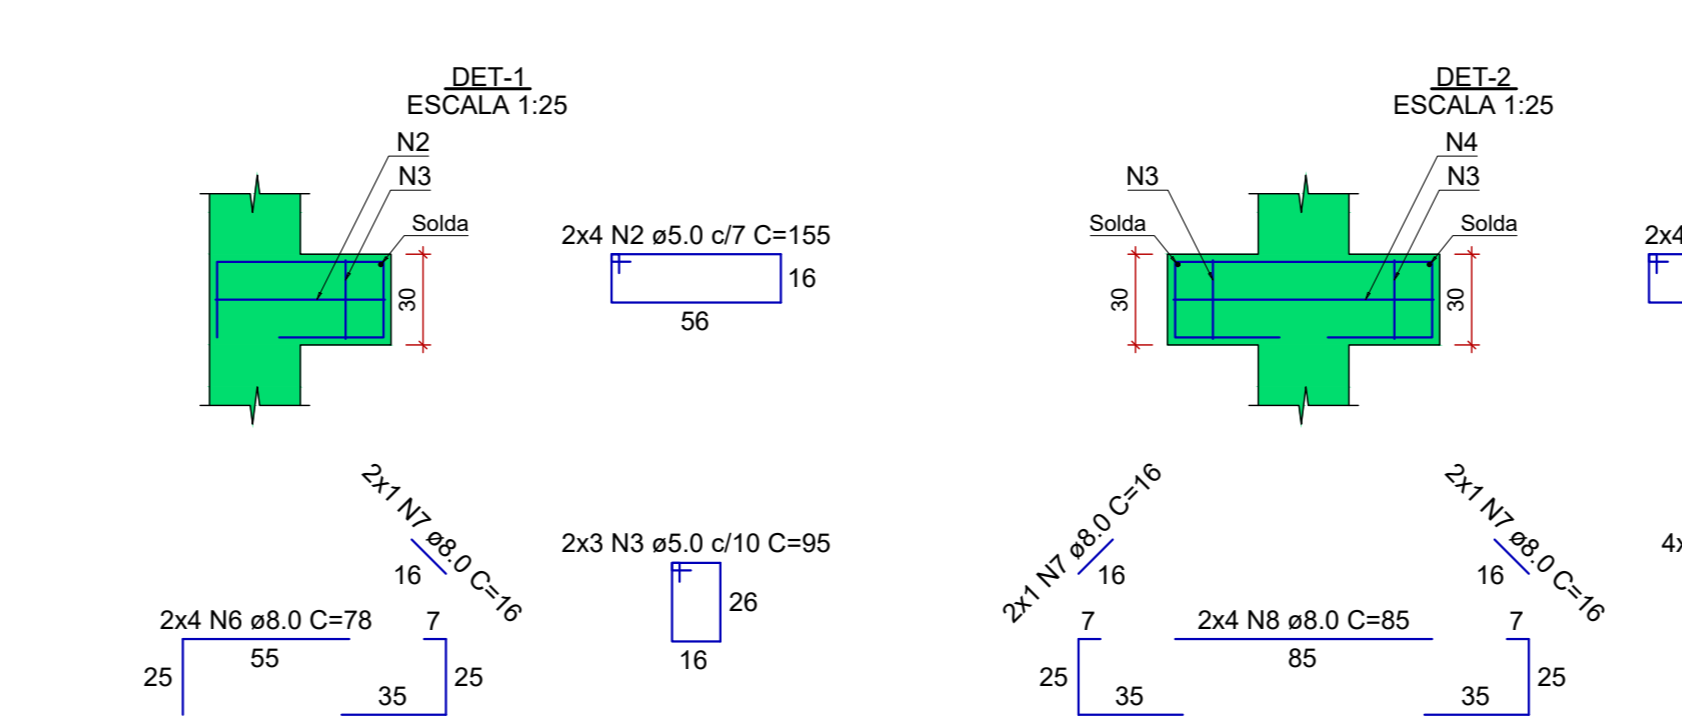 DET-1
ESCALA 1:25
N2
N3
Solda
30
2x4 N2 ø5.0 c/7 C=155
16
56
2x1 N7 ø8.0 C=16
16
2x4 N6 ø8.0 C=78
7
55
25
25
35
2x3 N3 ø5.0 c/10 C=95
26
16
DET-2
ESCALA 1:25
N4
N3
N3
Solda
Solda
30
30
2x4
2x1 N7 ø8.0 C=16
16
2x1 N7 ø8.0 C=16
16
7
2x4 N8 ø8.0 C=85
7
85
25
25
35
35